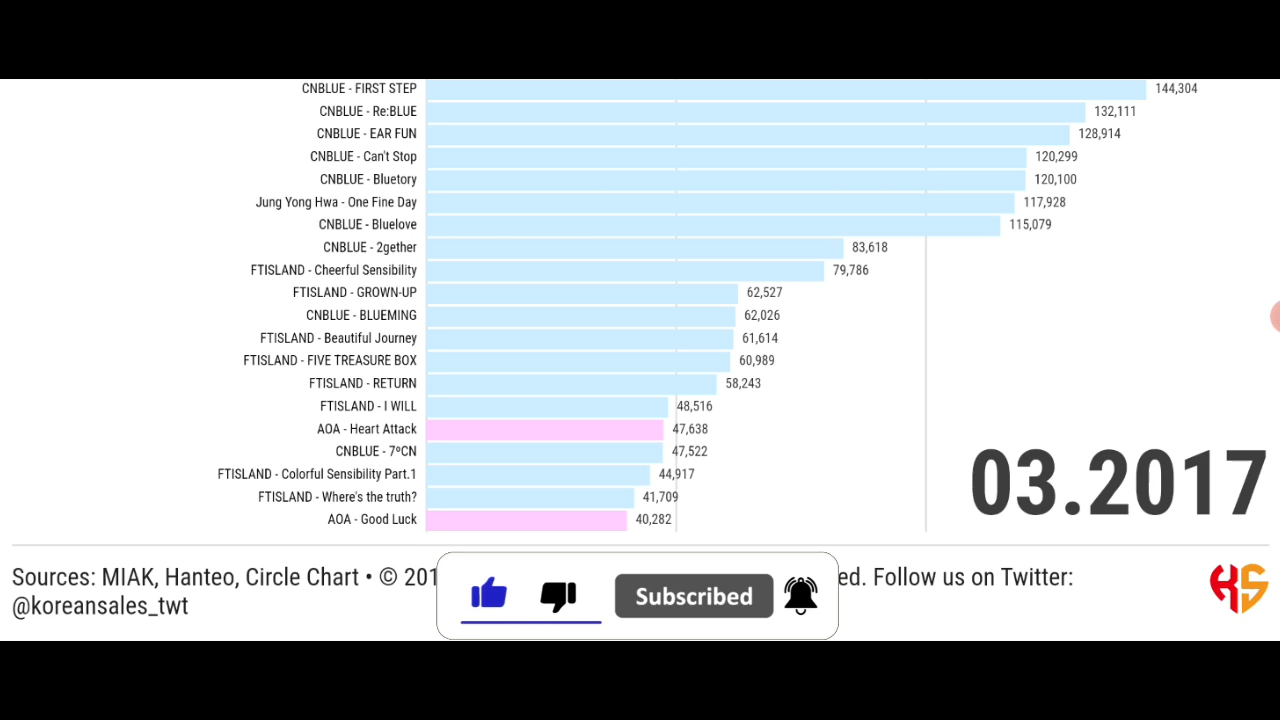 CNBLUE - FIRST STEP 144,304
CNBLUE - Re:BLUE 132,111
CNBLUE - EAR FUN 128,914
CNBLUE - Can't Stop 120,299
CNBLUE - Bluetory 120,100
Jung Yong Hwa - One Fine Day 117,928
CNBLUE - Bluelove 115,079
CNBLUE - 2gether 83,618
FTISLAND - Cheerful Sensibility 79,786
FTISLAND - GROWN-UP 62,527
CNBLUE - BLUEMING 62,026
FTISLAND - Beautiful Journey 61,614
FTISLAND - FIVE TREASURE BOX 60,989
FTISLAND - RETURN 58,243
FTISLAND - I WILL 48,516
AOA - Heart Attack 47,638
CNBLUE - 7ºCN 47,522
FTISLAND - Colorful Sensibility Part.1 44,917
FTISLAND - Where's the truth? 41,709
AOA - Good Luck 40,282
03.2017
Sources: MIAK, Hanteo, Circle Chart • © 201 ed. Follow us on Twitter:
@koreansales_twt
Subscribed
KS